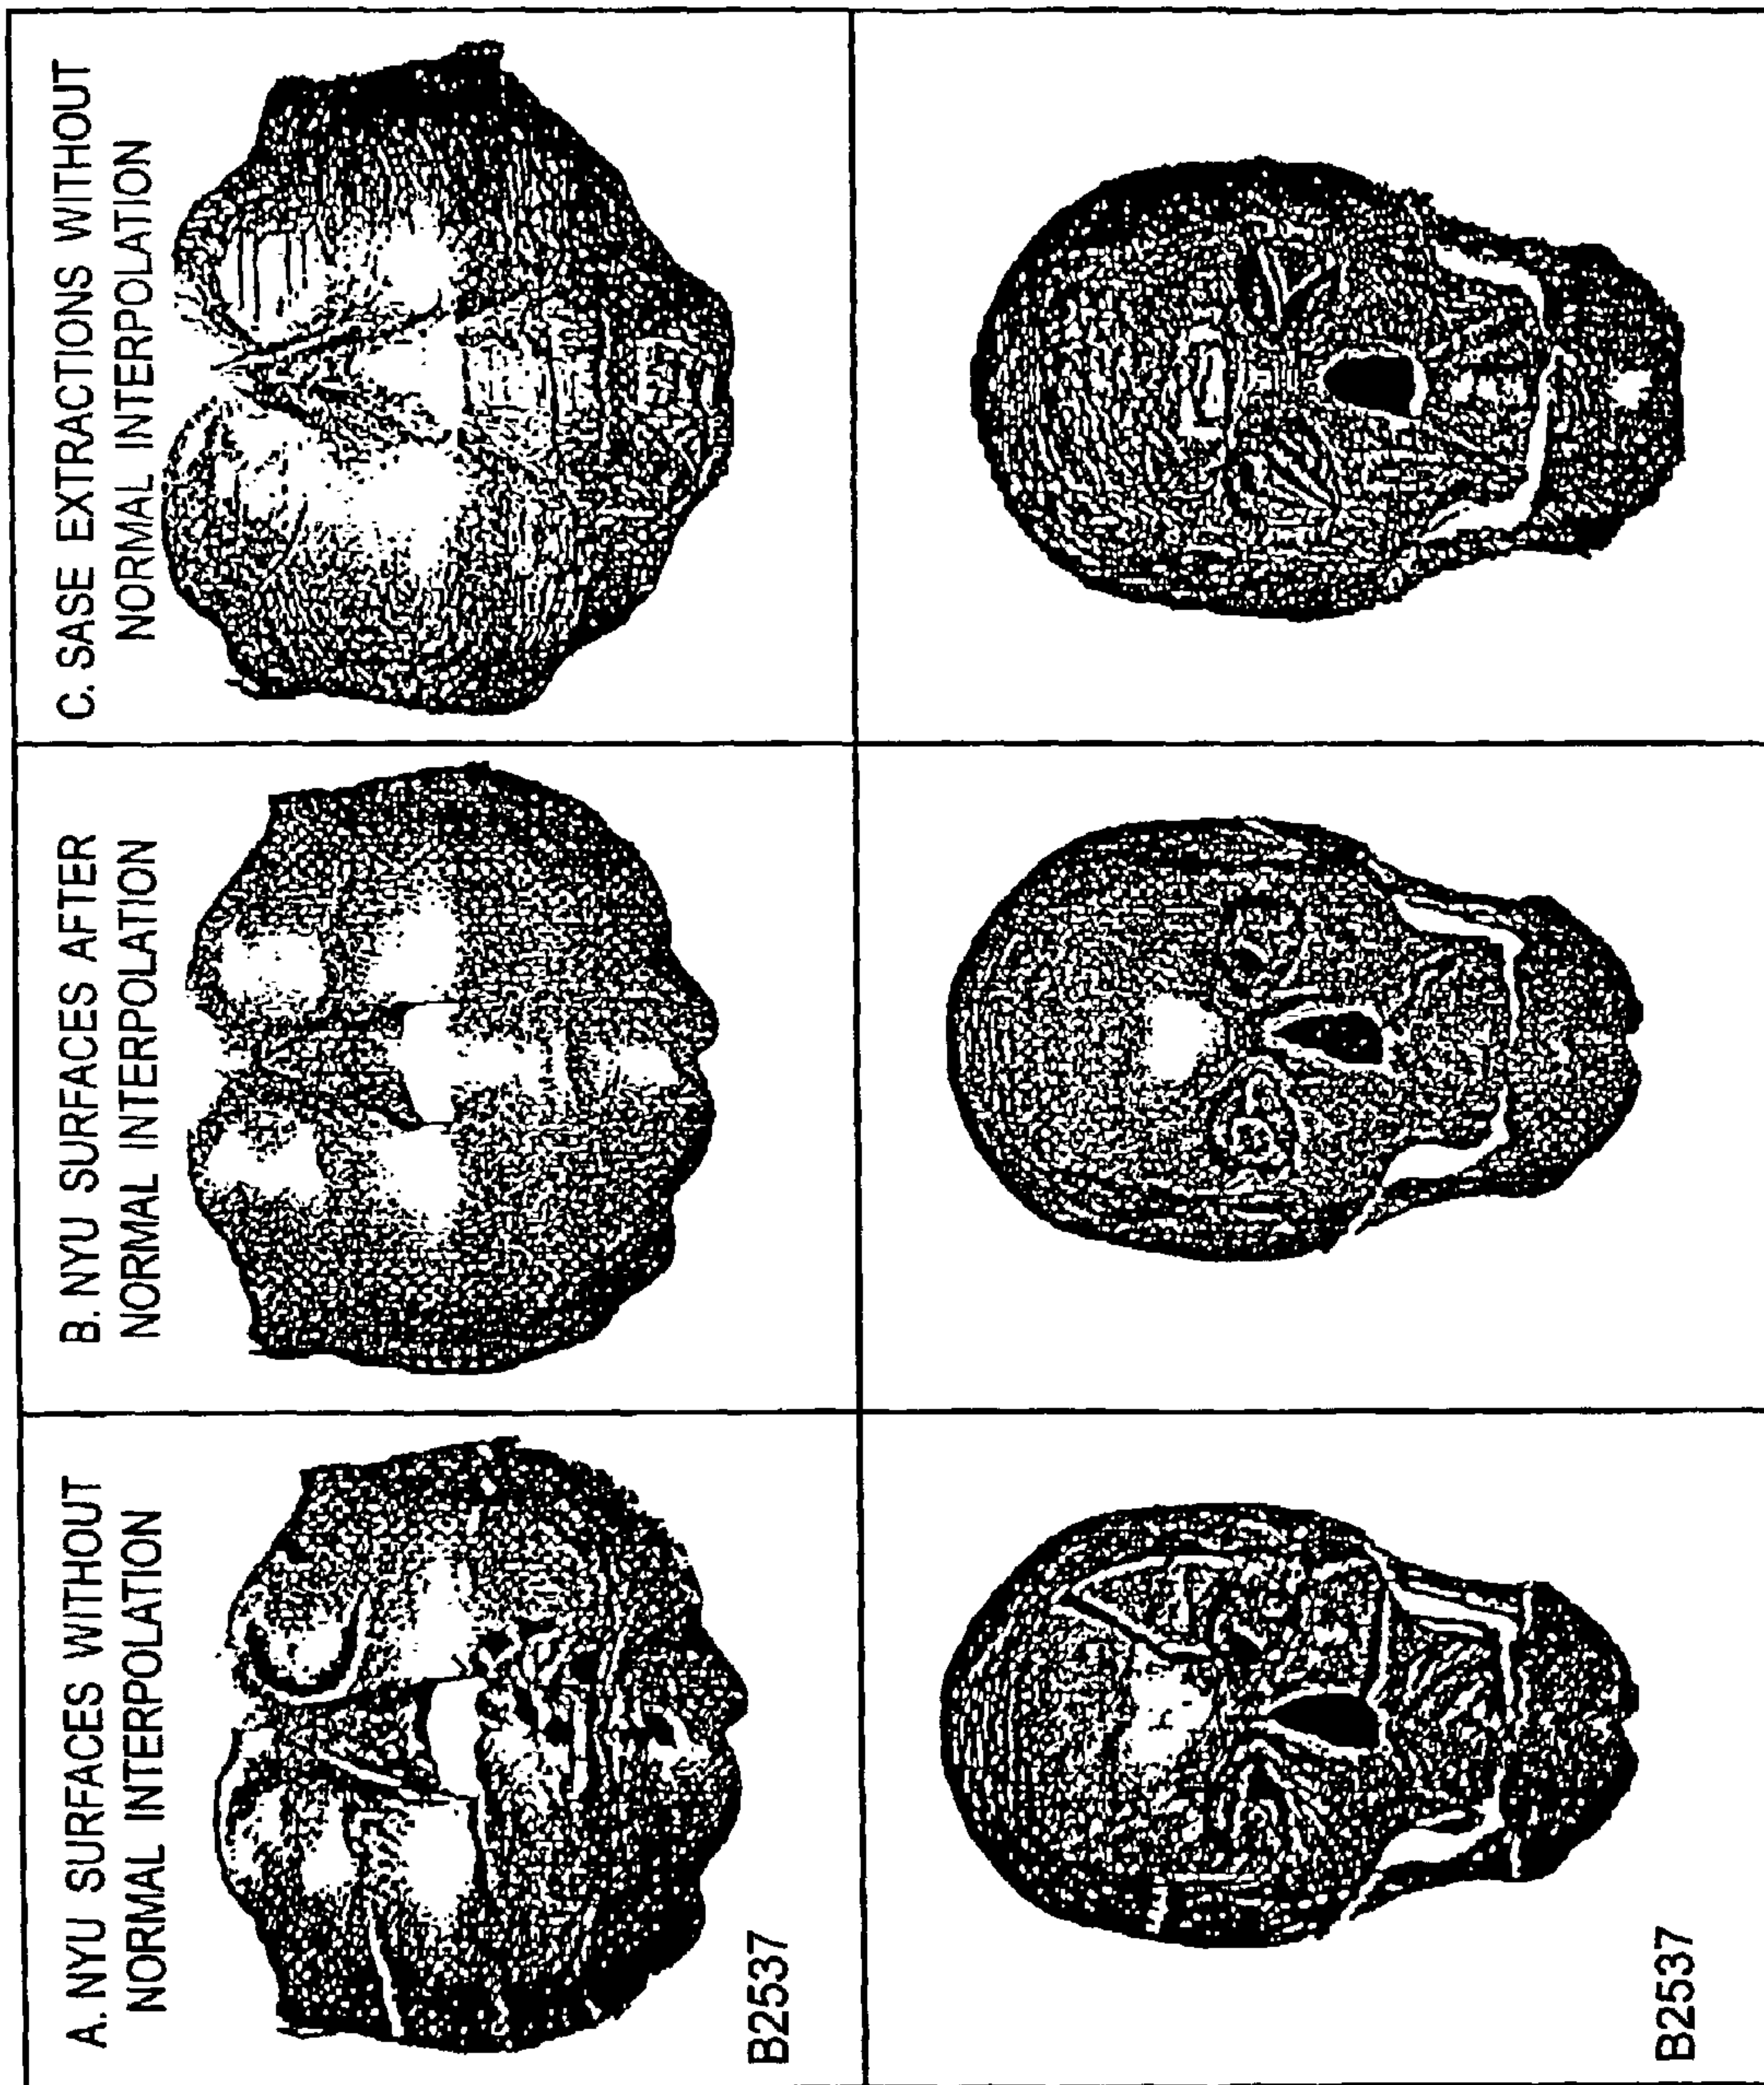 A. NYU SURFACES WITHOUT
NORMAL INTERPOLATION
B. NYU SURFACES AFTER
NORMAL INTERPOLATION
C. SASE EXTRACTIONS WITHOUT
NORMAL INTERPOLATION
B2537
B2537